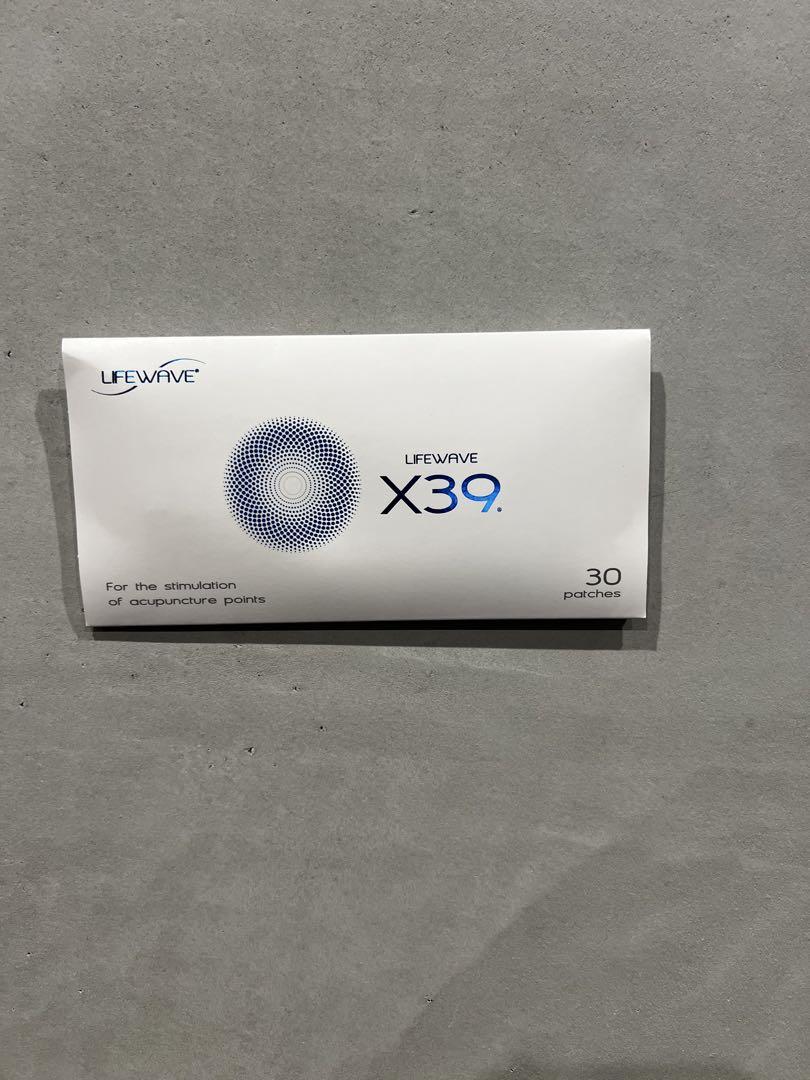 LIFEWAVE®
LIFEWAVE
X39®
For the stimulation
of acupuncture points
30
patches